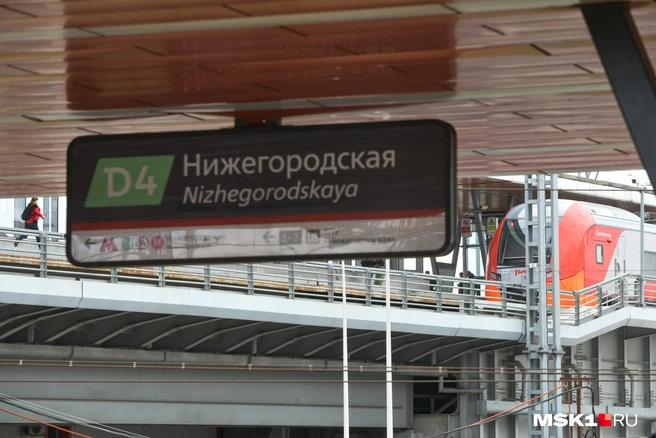 D4
Нижегородская
Nizhegorodskaya
MSK1.RU